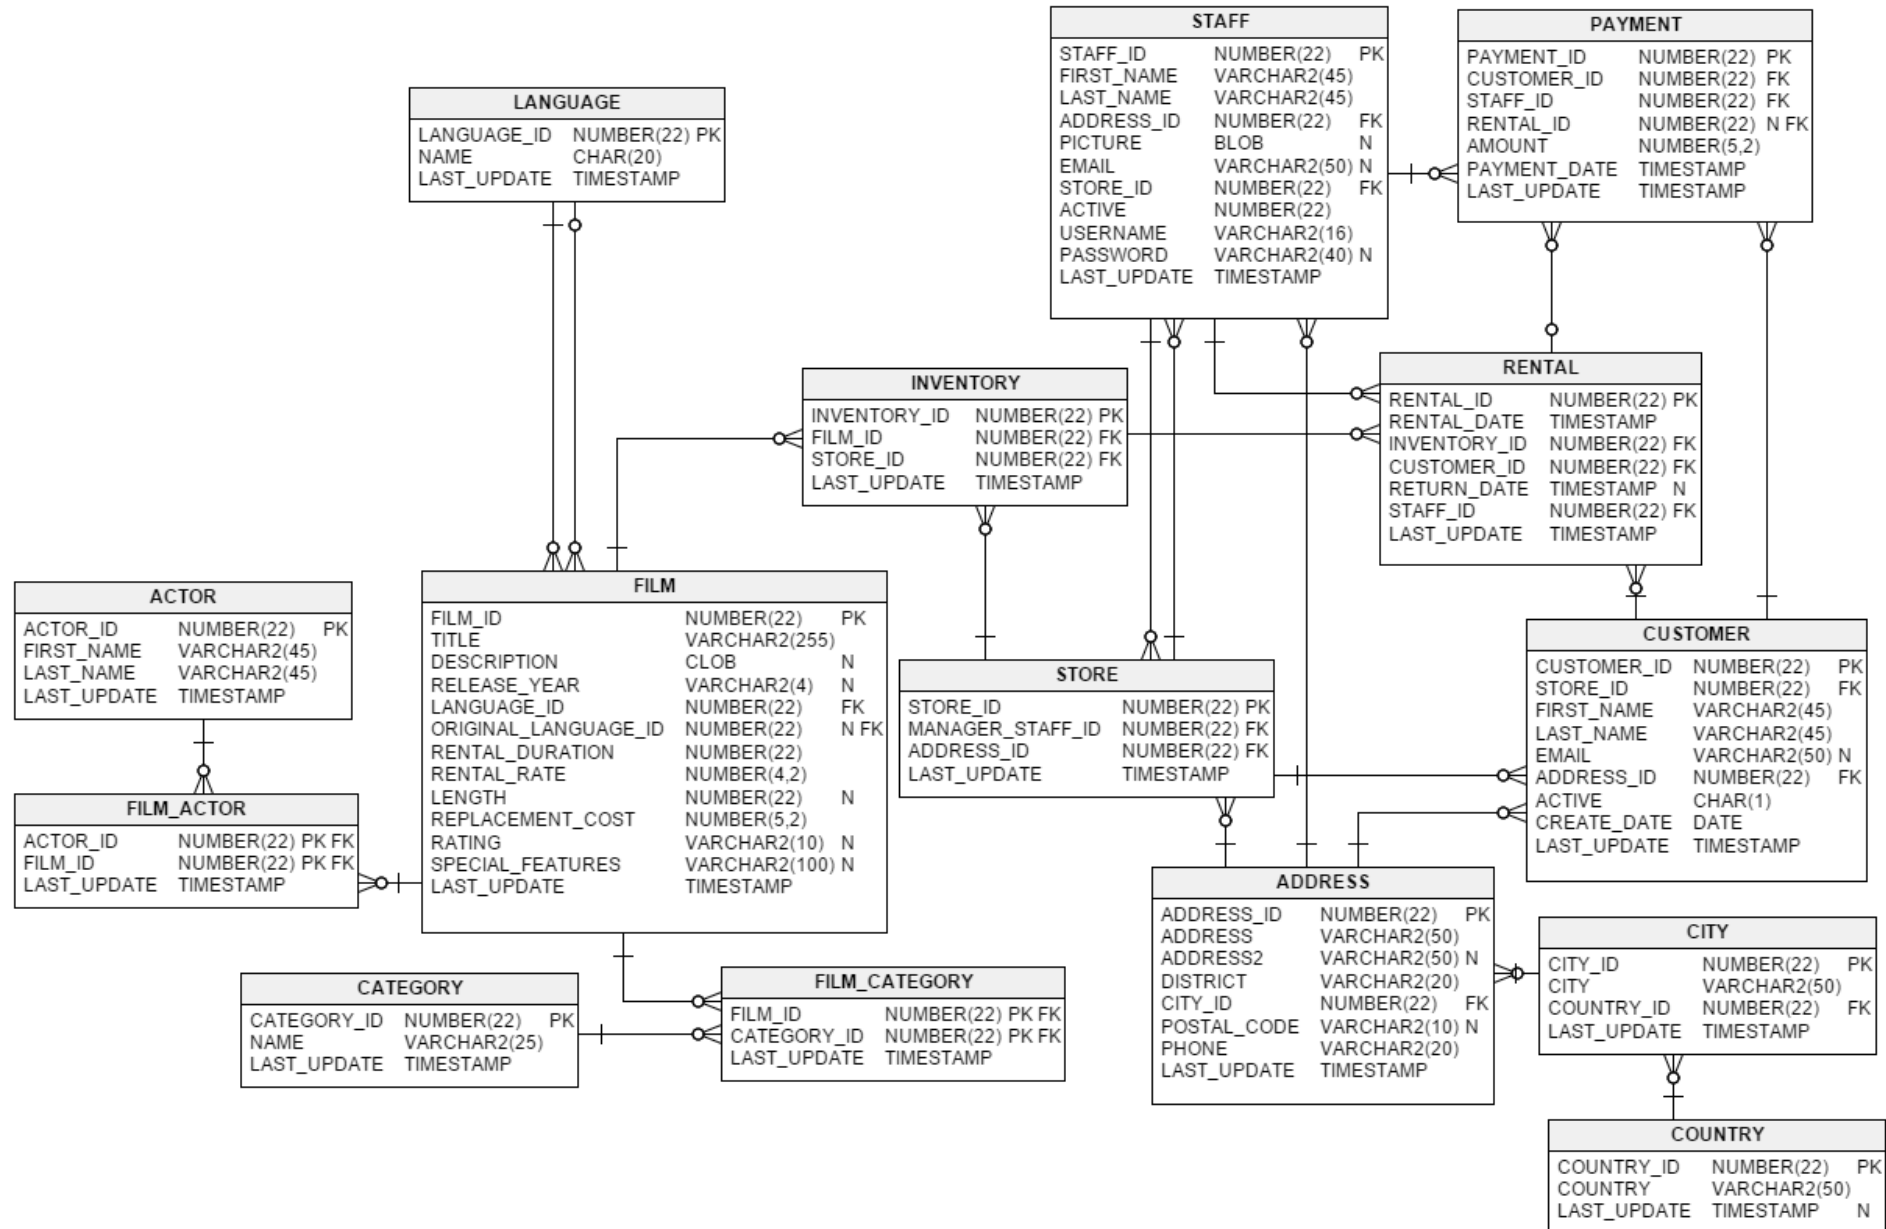 STAFF
STAFF_ID NUMBER(22) PK
FIRST_NAME VARCHAR2(45)
LAST_NAME VARCHAR2(45)
ADDRESS_ID NUMBER(22) FK
PICTURE BLOB N
EMAIL VARCHAR2(50) N
STORE_ID NUMBER(22) FK
ACTIVE NUMBER(22)
USERNAME VARCHAR2(16)
PASSWORD VARCHAR2(40) N
LAST_UPDATE TIMESTAMP
PAYMENT
PAYMENT_ID NUMBER(22) PK
CUSTOMER_ID NUMBER(22) FK
STAFF_ID NUMBER(22) FK
RENTAL_ID NUMBER(22) N FK
AMOUNT NUMBER(5,2)
PAYMENT_DATE TIMESTAMP
LAST_UPDATE TIMESTAMP
LANGUAGE
LANGUAGE_ID NUMBER(22) PK
NAME CHAR(20)
LAST_UPDATE TIMESTAMP
INVENTORY
INVENTORY_ID NUMBER(22) PK
FILM_ID NUMBER(22) FK
STORE_ID NUMBER(22) FK
LAST_UPDATE TIMESTAMP
RENTAL
RENTAL_ID NUMBER(22) PK
RENTAL_DATE TIMESTAMP
INVENTORY_ID NUMBER(22) FK
CUSTOMER_ID NUMBER(22) FK
RETURN_DATE TIMESTAMP N
STAFF_ID NUMBER(22) FK
LAST_UPDATE TIMESTAMP
ACTOR
ACTOR_ID NUMBER(22) PK
FIRST_NAME VARCHAR2(45)
LAST_NAME VARCHAR2(45)
LAST_UPDATE TIMESTAMP
FILM
FILM_ID NUMBER(22) PK
TITLE VARCHAR2(255)
DESCRIPTION CLOB N
RELEASE_YEAR VARCHAR2(4) N
LANGUAGE_ID NUMBER(22) FK
ORIGINAL_LANGUAGE_ID NUMBER(22) N FK
RENTAL_DURATION NUMBER(22)
RENTAL_RATE NUMBER(4,2)
LENGTH NUMBER(22) N
REPLACEMENT_COST NUMBER(5,2)
RATING VARCHAR2(10) N
SPECIAL_FEATURES VARCHAR2(100) N
LAST_UPDATE TIMESTAMP
STORE
STORE_ID NUMBER(22) PK
MANAGER_STAFF_ID NUMBER(22) FK
ADDRESS_ID NUMBER(22) FK
LAST_UPDATE TIMESTAMP
CUSTOMER
CUSTOMER_ID NUMBER(22) PK
STORE_ID NUMBER(22) FK
FIRST_NAME VARCHAR2(45)
LAST_NAME VARCHAR2(45)
EMAIL VARCHAR2(50) N
ADDRESS_ID NUMBER(22) FK
ACTIVE CHAR(1)
CREATE_DATE DATE
LAST_UPDATE TIMESTAMP
FILM_ACTOR
ACTOR_ID NUMBER(22) PK FK
FILM_ID NUMBER(22) PK FK
LAST_UPDATE TIMESTAMP
ADDRESS
ADDRESS_ID NUMBER(22) PK
ADDRESS VARCHAR2(50)
ADDRESS2 VARCHAR2(50) N
DISTRICT VARCHAR2(20)
CITY_ID NUMBER(22) FK
POSTAL_CODE VARCHAR2(10) N
PHONE VARCHAR2(20)
LAST_UPDATE TIMESTAMP
CITY
CITY_ID NUMBER(22) PK
CITY VARCHAR2(50)
COUNTRY_ID NUMBER(22) FK
LAST_UPDATE TIMESTAMP
CATEGORY
CATEGORY_ID NUMBER(22) PK
NAME VARCHAR2(25)
LAST_UPDATE TIMESTAMP
FILM_CATEGORY
FILM_ID NUMBER(22) PK FK
CATEGORY_ID NUMBER(22) PK FK
LAST_UPDATE TIMESTAMP
COUNTRY
COUNTRY_ID NUMBER(22) PK
COUNTRY VARCHAR2(50)
LAST_UPDATE TIMESTAMP N